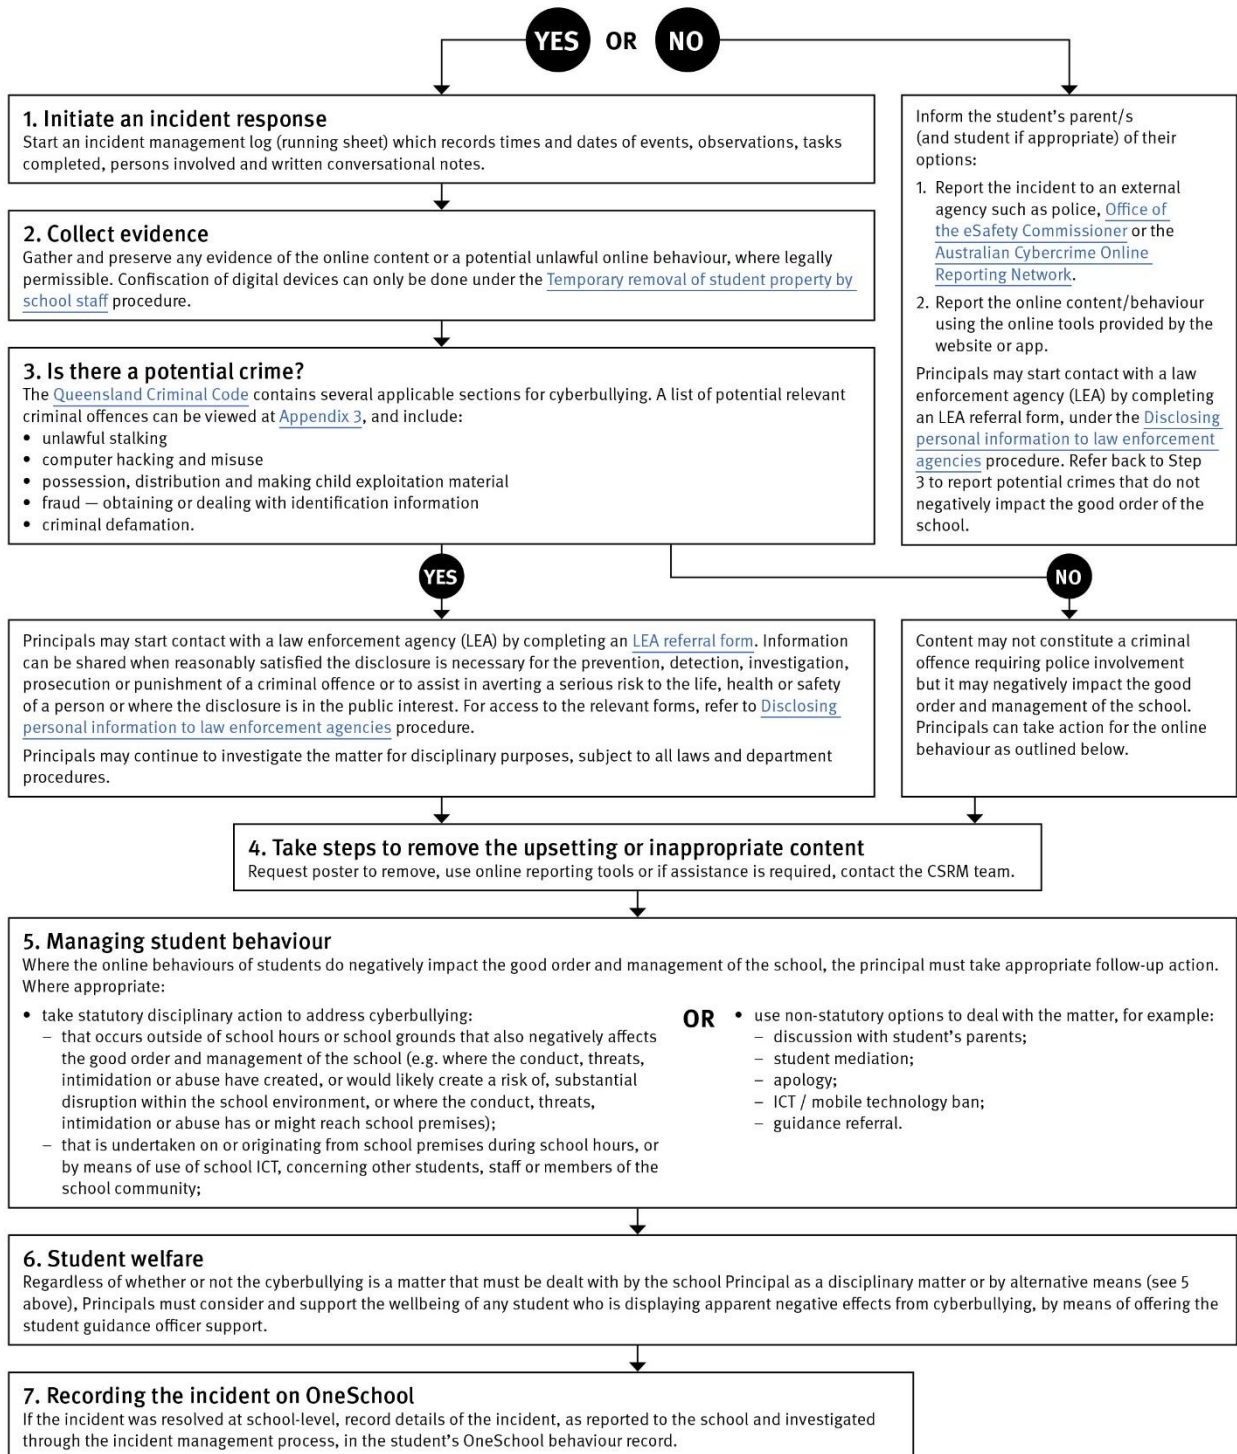 YES OR NO
1. Initiate an incident response
Start an incident management log (running sheet) which records times and dates of events, observations, tasks
completed, persons involved and written conversational notes.
2. Collect evidence
Gather and preserve any evidence of the online content or a potential unlawful online behaviour, where legally
permissible. Confiscation of digital devices can only be done under the Temporary removal of student property by
school staff procedure.
3. Is there a potential crime?
The Queensland Criminal Code contains several applicable sections for cyberbullying. A list of potential relevant
criminal offences can be viewed at Appendix 3, and include:
• unlawful stalking
• computer hacking and misuse
• possession, distribution and making child exploitation material
• fraud — obtaining or dealing with identification information
• criminal defamation.
Inform the student's parent/s
(and student if appropriate) of their
options:
1. Report the incident to an external
agency such as police, Office of
the eSafety Commissioner or the
Australian Cybercrime Online
Reporting Network.
2. Report the online content/behaviour
using the online tools provided by the
website or app.
Principals may start contact with a law
enforcement agency (LEA) by completing
an LEA referral form, under the Disclosing
personal information to law enforcement
agencies procedure. Refer back to Step
3 to report potential crimes that do not
negatively impact the good order of the
school.
YES
NO
Principals may start contact with a law enforcement agency (LEA) by completing an LEA referral form. Information
can be shared when reasonably satisfied the disclosure is necessary for the prevention, detection, investigation,
prosecution or punishment of a criminal offence or to assist in averting a serious risk to the life, health or safety
of a person or where the disclosure is in the public interest. For access to the relevant forms, refer to Disclosing
personal information to law enforcement agencies procedure.
Principals may continue to investigate the matter for disciplinary purposes, subject to all laws and department
procedures.
Content may not constitute a criminal
offence requiring police involvement
but it may negatively impact the good
order and management of the school.
Principals can take action for the online
behaviour as outlined below.
4. Take steps to remove the upsetting or inappropriate content
Request poster to remove, use online reporting tools or if assistance is required, contact the CSRM team.
5. Managing student behaviour
Where the online behaviours of students do negatively impact the good order and management of the school, the principal must take appropriate follow-up action.
Where appropriate:
• take statutory disciplinary action to address cyberbullying:
– that occurs outside of school hours or school grounds that also negatively affects
the good order and management of the school (e.g. where the conduct, threats,
intimidation or abuse have created, or would likely create a risk of, substantial
disruption within the school environment, or where the conduct, threats,
intimidation or abuse has or might reach school premises);
– that is undertaken on or originating from school premises during school hours, or
by means of use of school ICT, concerning other students, staff or members of the
school community;
OR
• use non-statutory options to deal with the matter, for example:
– discussion with student's parents;
– student mediation;
– apology;
– ICT / mobile technology ban;
– guidance referral.
6. Student welfare
Regardless of whether or not the cyberbullying is a matter that must be dealt with by the school Principal as a disciplinary matter or by alternative means (see 5
above), Principals must consider and support the wellbeing of any student who is displaying apparent negative effects from cyberbullying, by means of offering the
student guidance officer support.
7. Recording the incident on OneSchool
If the incident was resolved at school-level, record details of the incident, as reported to the school and investigated
through the incident management process, in the student's OneSchool behaviour record.